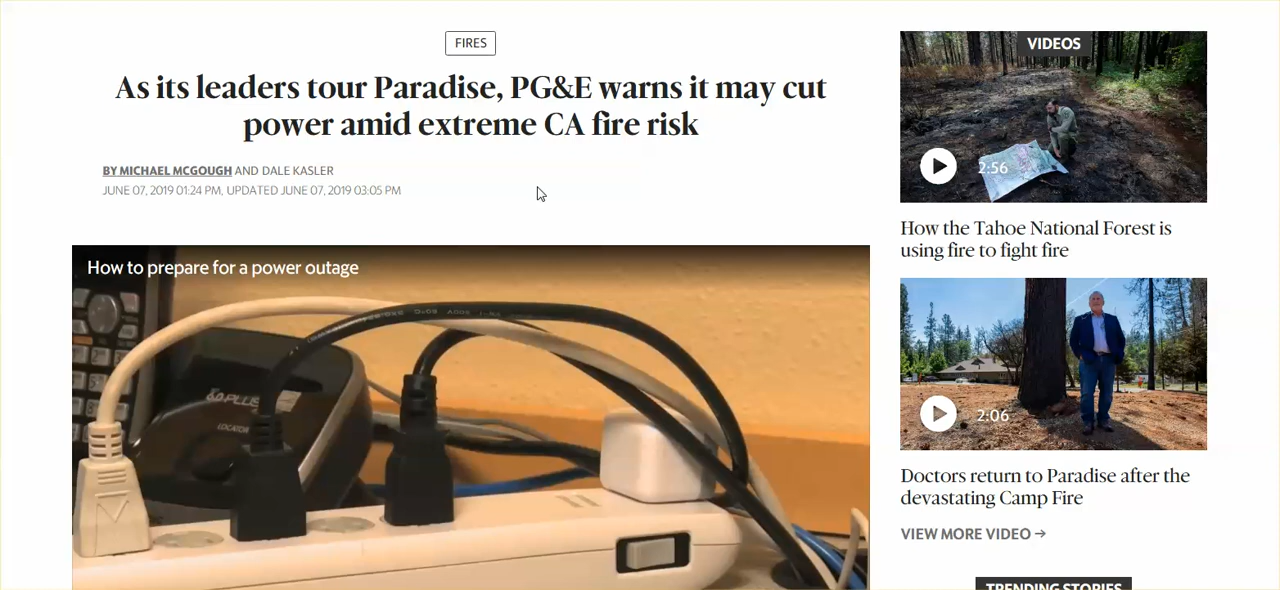 FIRES
As its leaders tour Paradise, PG&E warns it may cut
power amid extreme CA fire risk
BY MICHAEL MCGOUGH AND DALE KASLER
JUNE 07, 2019 01:24 PM, UPDATED JUNE 07, 2019 03:05 PM
How to prepare for a power outage
LOCATOR
VIDEOS
2:56
How the Tahoe National Forest is
using fire to fight fire
2:06
Doctors return to Paradise after the
devastating Camp Fire
VIEW MORE VIDEO →
TRENDING STORIES